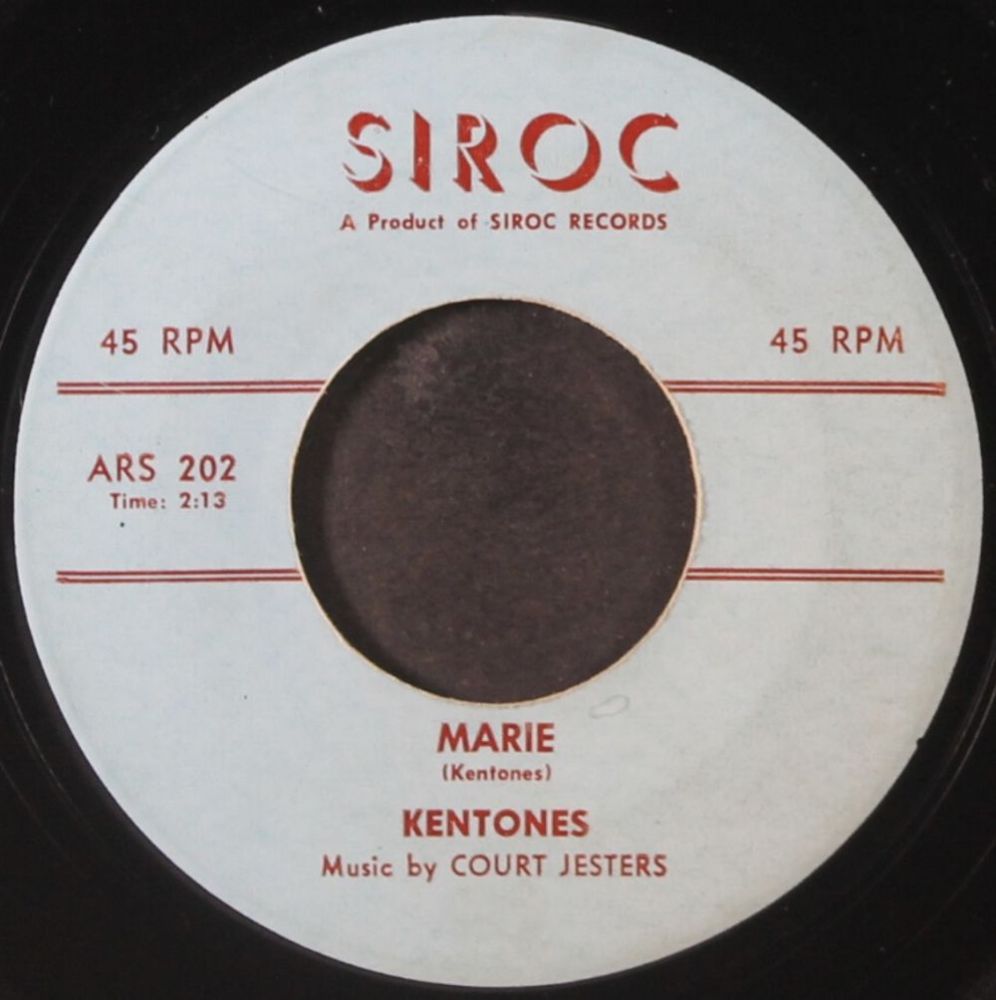 SIROC
A Product of SIROC RECORDS
45 RPM 45 RPM
ARS 202
Time: 2:13
MARIE
(Kentones)
KENTONES
Music by COURT JESTERS